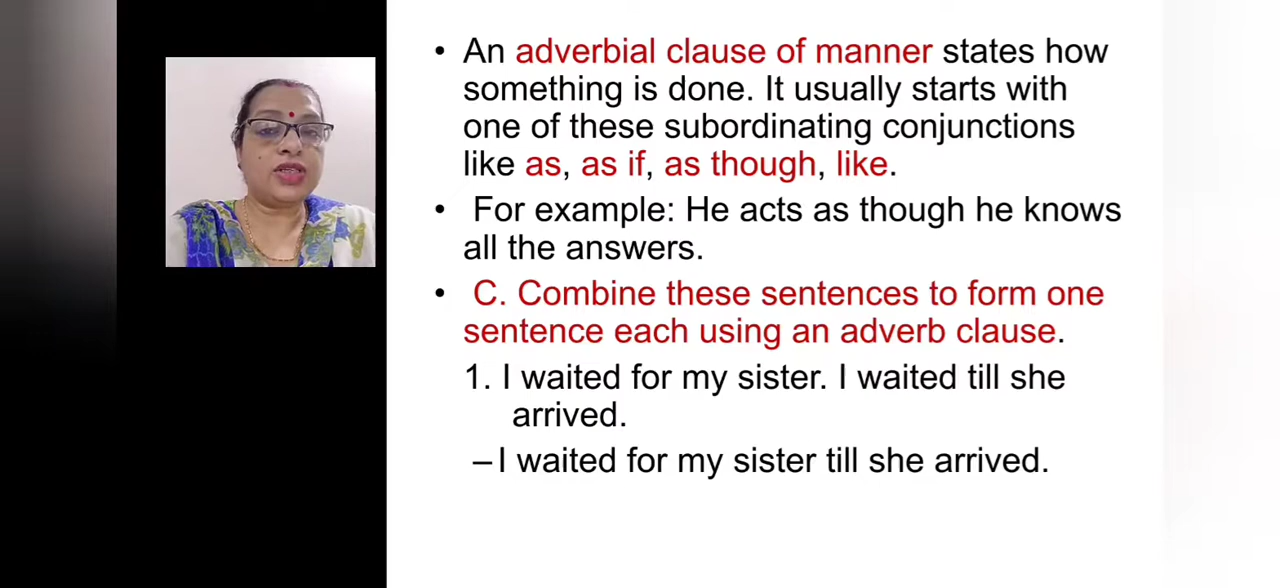 • An adverbial clause of manner states how
something is done. It usually starts with
one of these subordinating conjunctions
like as, as if, as though, like.
• For example: He acts as though he knows
all the answers.
• C. Combine these sentences to form one
sentence each using an adverb clause.
1. I waited for my sister. I waited till she
arrived.
– I waited for my sister till she arrived.